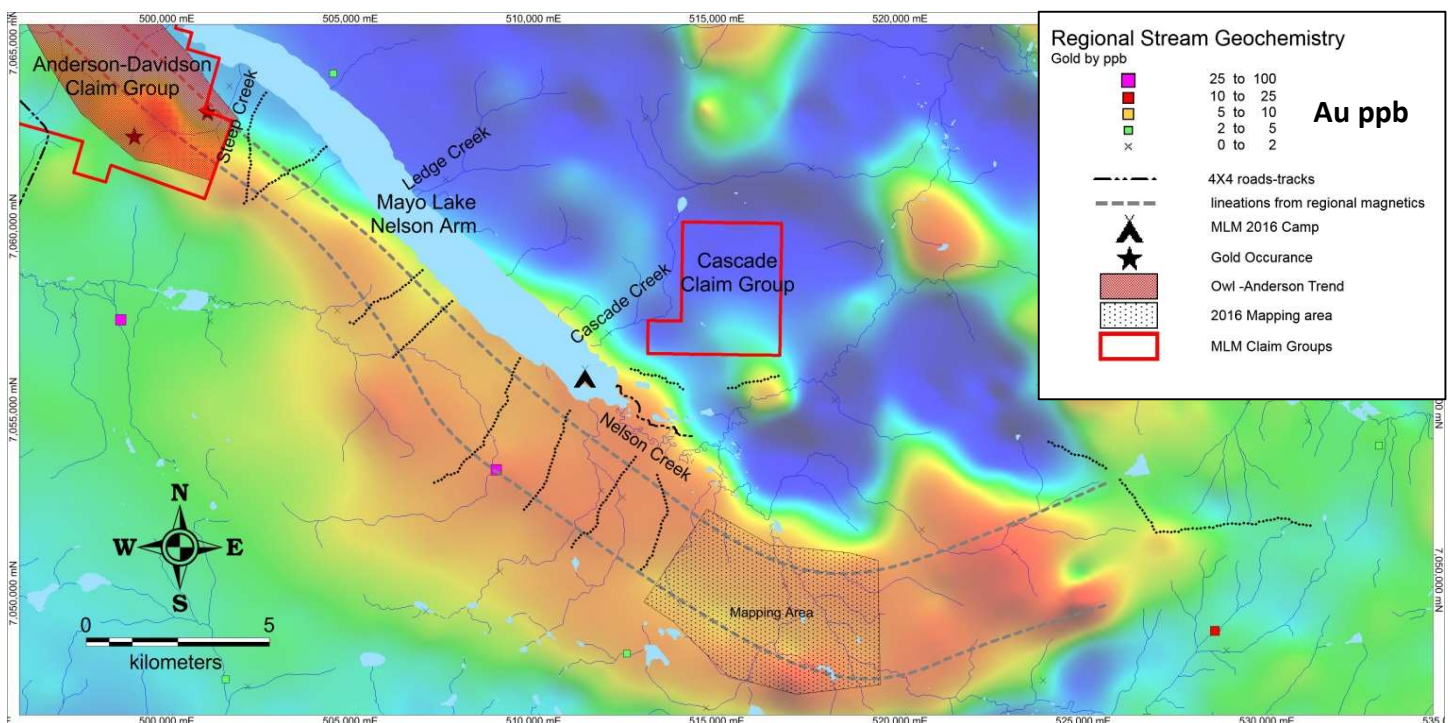 500,000 mE
505,000 mE
510,000 mE
515,000 mE
520,000 mE
7,065,000 mN
7,060,000 mN
7,055,000 mN
7,050,000 mN
Anderson-Davidson
Claim Group
Steep Creek
Ledge Creek
Mayo Lake
Nelson Arm
Cascade Creek
Cascade
Claim Group
Nelson Creek
Mapping Area
N
W
E
S
0
5
kilometers
Regional Stream Geochemistry
Gold by ppb
25 to 100
10 to 25
5 to 10
2 to 5
0 to 2
Au ppb
4X4 roads-tracks
lineations from regional magnetics
MLM 2016 Camp
Gold Occurance
Owl -Anderson Trend
2016 Mapping area
MLM Claim Groups
7,050,000 mN
500,000 mE
505,000 mE
510,000 mE
515,000 mE
520,000 mE
525,000 mE
530,000 mE